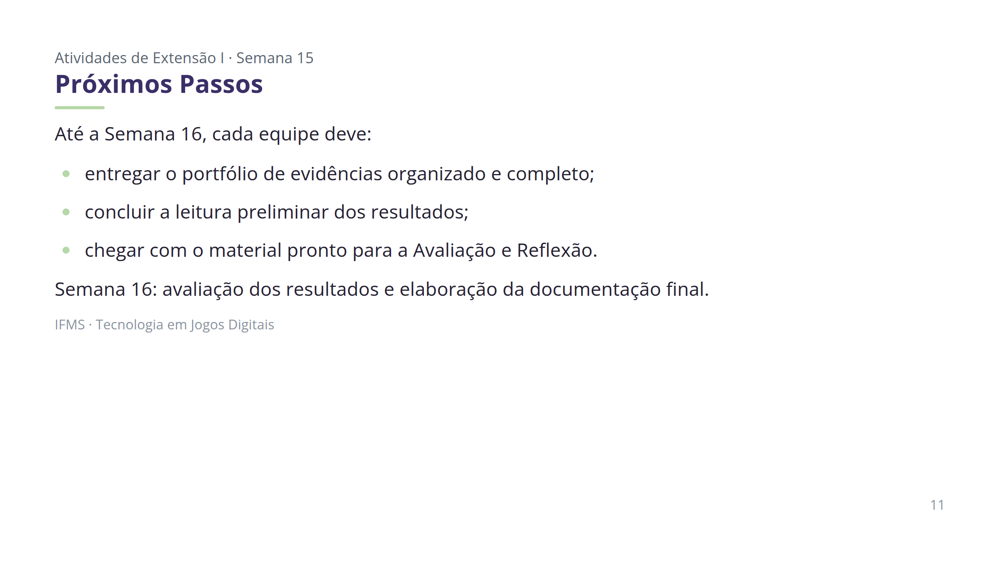 Atividades de Extensão I · Semana 15
Próximos Passos
Até a Semana 16, cada equipe deve:
entregar o portfólio de evidências organizado e completo;
concluir a leitura preliminar dos resultados;
chegar com o material pronto para a Avaliação e Reflexão.
Semana 16: avaliação dos resultados e elaboração da documentação final.
IFMS · Tecnologia em Jogos Digitais
11